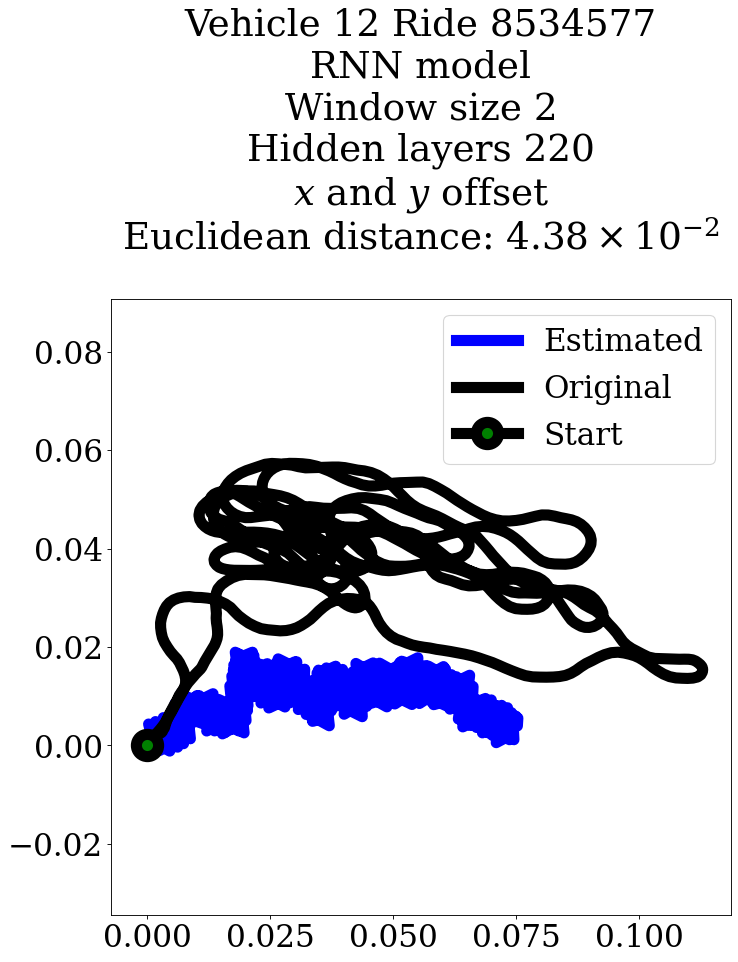 Vehicle 12 Ride 8534577
RNN model
Window size 2
Hidden layers 220
x and y offset
Euclidean distance: 4.38 × 10⁻²
Estimated
Original
Start
0.08
0.06
0.04
0.02
0.00
−0.02
0.000 0.025 0.050 0.075 0.100